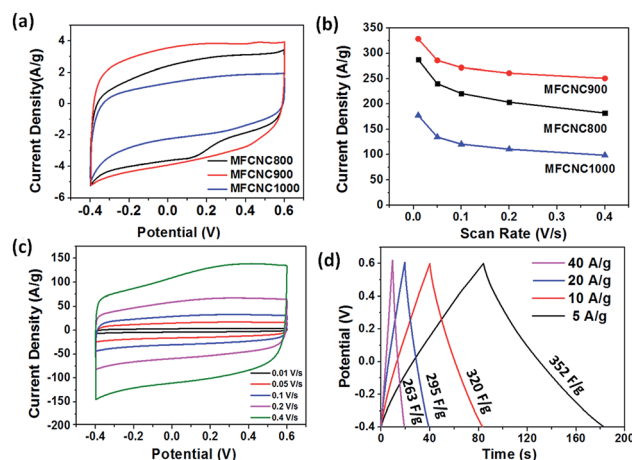 (a)
Current Density(A/g)
4
2
0
-2
-4
-6
MFCNC800
MFCNC900
MFCNC1000
-0.4 -0.2 0.0 0.2 0.4 0.6
Potential (V)
(b)
Current Density (A/g)
350
300
250
200
150
100
50
0
MFCNC900
MFCNC800
MFCNC1000
0.0 0.1 0.2 0.3 0.4
Scan Rate (V/s)
(c)
Current Density (A/g)
150
100
50
0
-50
-100
-150
0.01 V/s
0.05 V/s
0.1 V/s
0.2 V/s
0.4 V/s
-0.4 -0.2 0.0 0.2 0.4 0.6
Potential (V)
(d)
Potential (V)
0.6
0.4
0.2
0.0
-0.2
-0.4
40 A/g
20 A/g
10 A/g
5 A/g
263 F/g
295 F/g
320 F/g
352 F/g
0 40 80 120 160 200
Time (s)